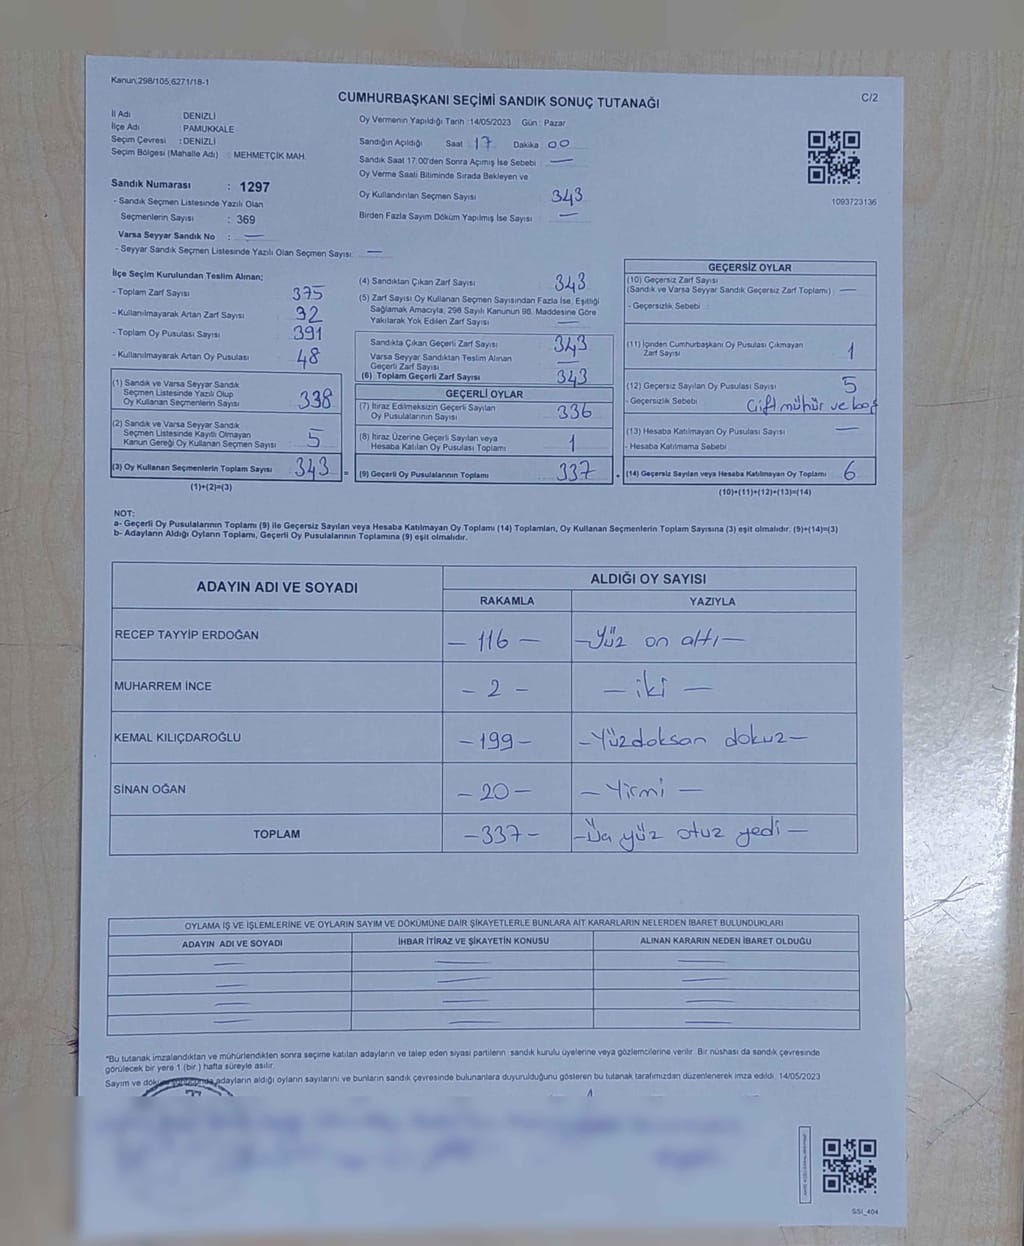 Kanun;298/105;6271/18-1
C/2
CUMHURBAŞKANI SEÇİMİ SANDIK SONUÇ TUTANAĞI
İl Adı DENİZLİ
İlçe Adı : PAMUKKALE
Seçim Çevresi : DENİZLİ
Seçim Bölgesi (Mahalle Adı) : MEHMETÇİK MAH.
Sandık Numarası : 1297
- Sandık Seçmen Listesinde Yazılı Olan
Seçmenlerin Sayısı : 369
Varsa Seyyar Sandık No : —
- Seyyar Sandık Seçmen Listesinde Yazılı Olan Seçmen Sayısı: —
Oy Vermenin Yapıldığı Tarih :14/05/2023 Gün : Pazar
Sandığın Açıldığı Saat 17 Dakika 00
Sandık Saat 17.00'den Sonra Açımış İse Sebebi —
Oy Verme Saati Bitiminde Sırada Bekleyen ve
Oy Kullandırılan Seçmen Sayısı 343
Birden Fazla Sayım Döküm Yapılmış İse Sayısı —
1093723136
İlçe Seçim Kurulundan Teslim Alınan;
- Toplam Zarf Sayısı 375
- Kullanılmayarak Artan Zarf Sayısı 32
- Toplam Oy Pusulası Sayısı 391
- Kullanılmayarak Artan Oy Pusulası 48
(1) Sandık ve Varsa Seyyar Sandık
Seçmen Listesinde Yazılı Olup
Oy Kullanan Seçmenlerin Sayısı 338
(2) Sandık ve Varsa Seyyar Sandık
Seçmen Listesinde Kayıtlı Olmayan
Kanun Gereği Oy Kullanan Seçmen Sayısı 5
(3) Oy Kullanan Seçmenlerin Toplam Sayısı 343 =
(1)+(2)=(3)
(4) Sandıktan Çıkan Zarf Sayısı 343
(5) Zarf Sayısı Oy Kullanan Seçmen Sayısından Fazla İse, Eşitliği
Sağlamak Amacıyla, 298 Sayılı Kanunun 98. Maddesine Göre
Yakılarak Yok Edilen Zarf Sayısı —
Sandıkta Çıkan Geçerli Zarf Sayısı 343
Varsa Seyyar Sandıktan Teslim Alınan
Geçerli Zarf Sayısı —
(6) Toplam Geçerli Zarf Sayısı 343
GEÇERLİ OYLAR
(7) İtiraz Edilmeksizin Geçerli Sayılan
Oy Pusulalarının Sayısı 336
(8) İtiraz Üzerine Geçerli Sayılan veya
Hesaba Katılan Oy Pusulası Toplamı 1
(9) Geçerli Oy Pusulalarının Toplamı 337 +
GEÇERSİZ OYLAR
(10) Geçersiz Zarf Sayısı
(Sandık ve Varsa Seyyar Sandık Geçersiz Zarf Toplamı) : —
- Geçersizlik Sebebi :
(11) İçinden Cumhurbaşkanı Oy Pusulası Çıkmayan
Zarf Sayısı 1
(12) Geçersiz Sayılan Oy Pusulası Sayısı 5
- Geçersizlik Sebebi Çift mühür ve boş
(13) Hesaba Katılmayan Oy Pusulası Sayısı —
- Hesaba Katılmama Sebebi
(14) Geçersiz Sayılan veya Hesaba Katılmayan Oy Toplamı 6
(10)+(11)+(12)+(13)=(14)
NOT:
a- Geçerli Oy Pusulalarının Toplamı (9) ile Geçersiz Sayılan veya Hesaba Katılmayan Oy Toplamı (14) Toplamları, Oy Kullanan Seçmenlerin Toplam Sayısına (3) eşit olmalıdır. (9)+(14)=(3)
b- Adayların Aldığı Oyların Toplamı, Geçerli Oy Pusulalarının Toplamına (9) eşit olmalıdır.
ADAYIN ADI VE SOYADI
ALDIĞI OY SAYISI
RAKAMLA YAZIYLA
RECEP TAYYİP ERDOĞAN — 116 — — Yüz on altı —
MUHARREM İNCE — 2 — — iki —
KEMAL KILIÇDAROĞLU — 199 — — Yüzdoksan dokuz —
SİNAN OĞAN — 20 — — Yirmi —
TOPLAM — 337 — — Üç yüz otuz yedi —
OYLAMA İŞ VE İŞLEMLERİNE VE OYLARIN SAYIM VE DÖKÜMÜNE DAİR ŞİKAYETLERLE BUNLARA AİT KARARLARIN NELERDEN İBARET BULUNDUKLARI
ADAYIN ADI VE SOYADI İHBAR İTİRAZ VE ŞİKAYETİN KONUSU ALINAN KARARIN NEDEN İBARET OLDUĞU
— — —
— — —
— — —
— — —
"Bu tutanak imzalandıktan ve mühürlendikten sonra seçime katılan adayların ve talep eden siyasi partilerin sandık kurulu üyelerine veya gözlemcilerine verilir. Bir nüshası da sandık çevresinde
görülecek bir yere 1 (bir) hafta süreyle asılır.
Sayım ve döküm sonucunda adayların aldığı oyların sayılarını ve bunların sandık çevresinde bulunanlara duyurulduğunu gösteren bu tutanak tarafımızdan düzenlenerek imza edildi. 14/05/2023
SSİ_404